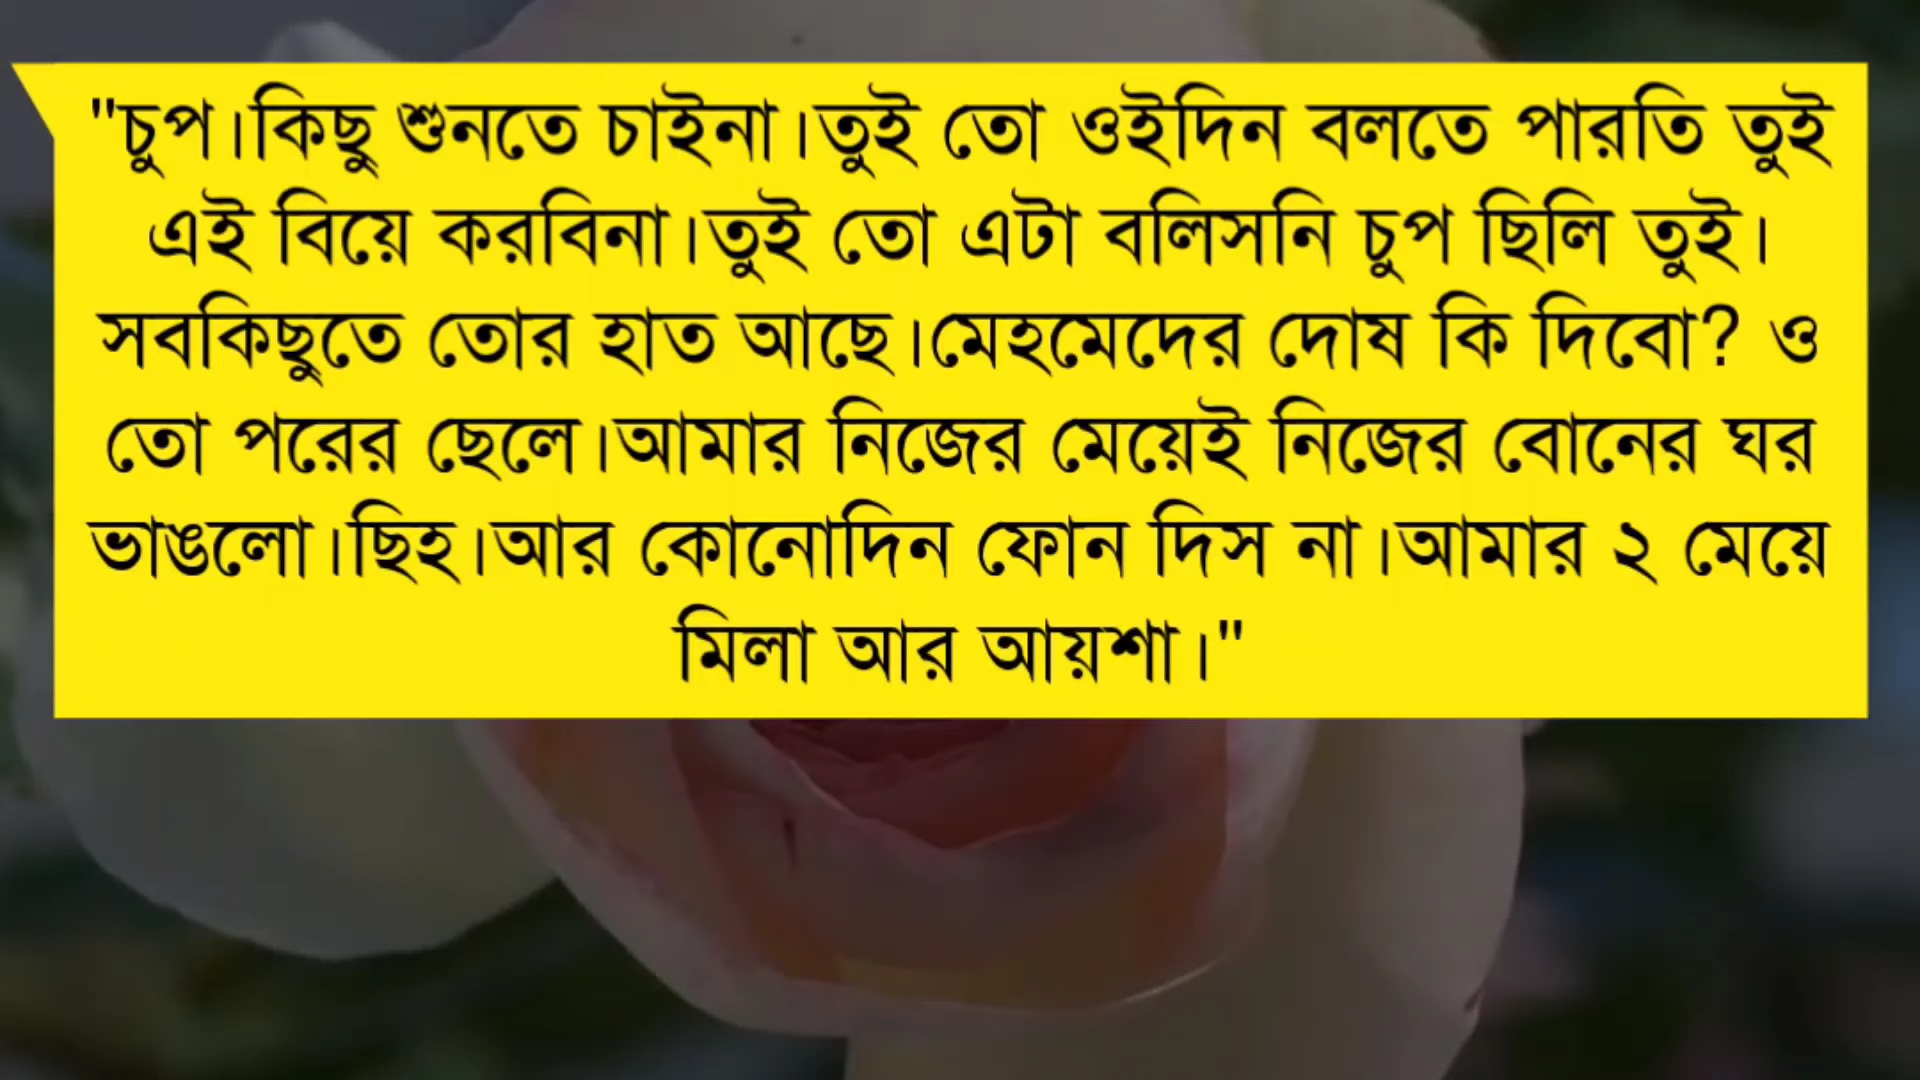 "চুপ।কিছু শুনতে চাইনা।তুই তো ওইদিন বলতে পারতি তুই
এই বিয়ে করবিনা।তুই তো এটা বলিসনি চুপ ছিলি তুই।
সবকিছুতে তোর হাত আছে।মেহমেদের দোষ কি দিবো? ও
তো পরের ছেলে।আমার নিজের মেয়েই নিজের বোনের ঘর
ভাঙলো।ছিহ।আর কোনোদিন ফোন দিস না।আমার ২ মেয়ে
মিলা আর আয়শা।"